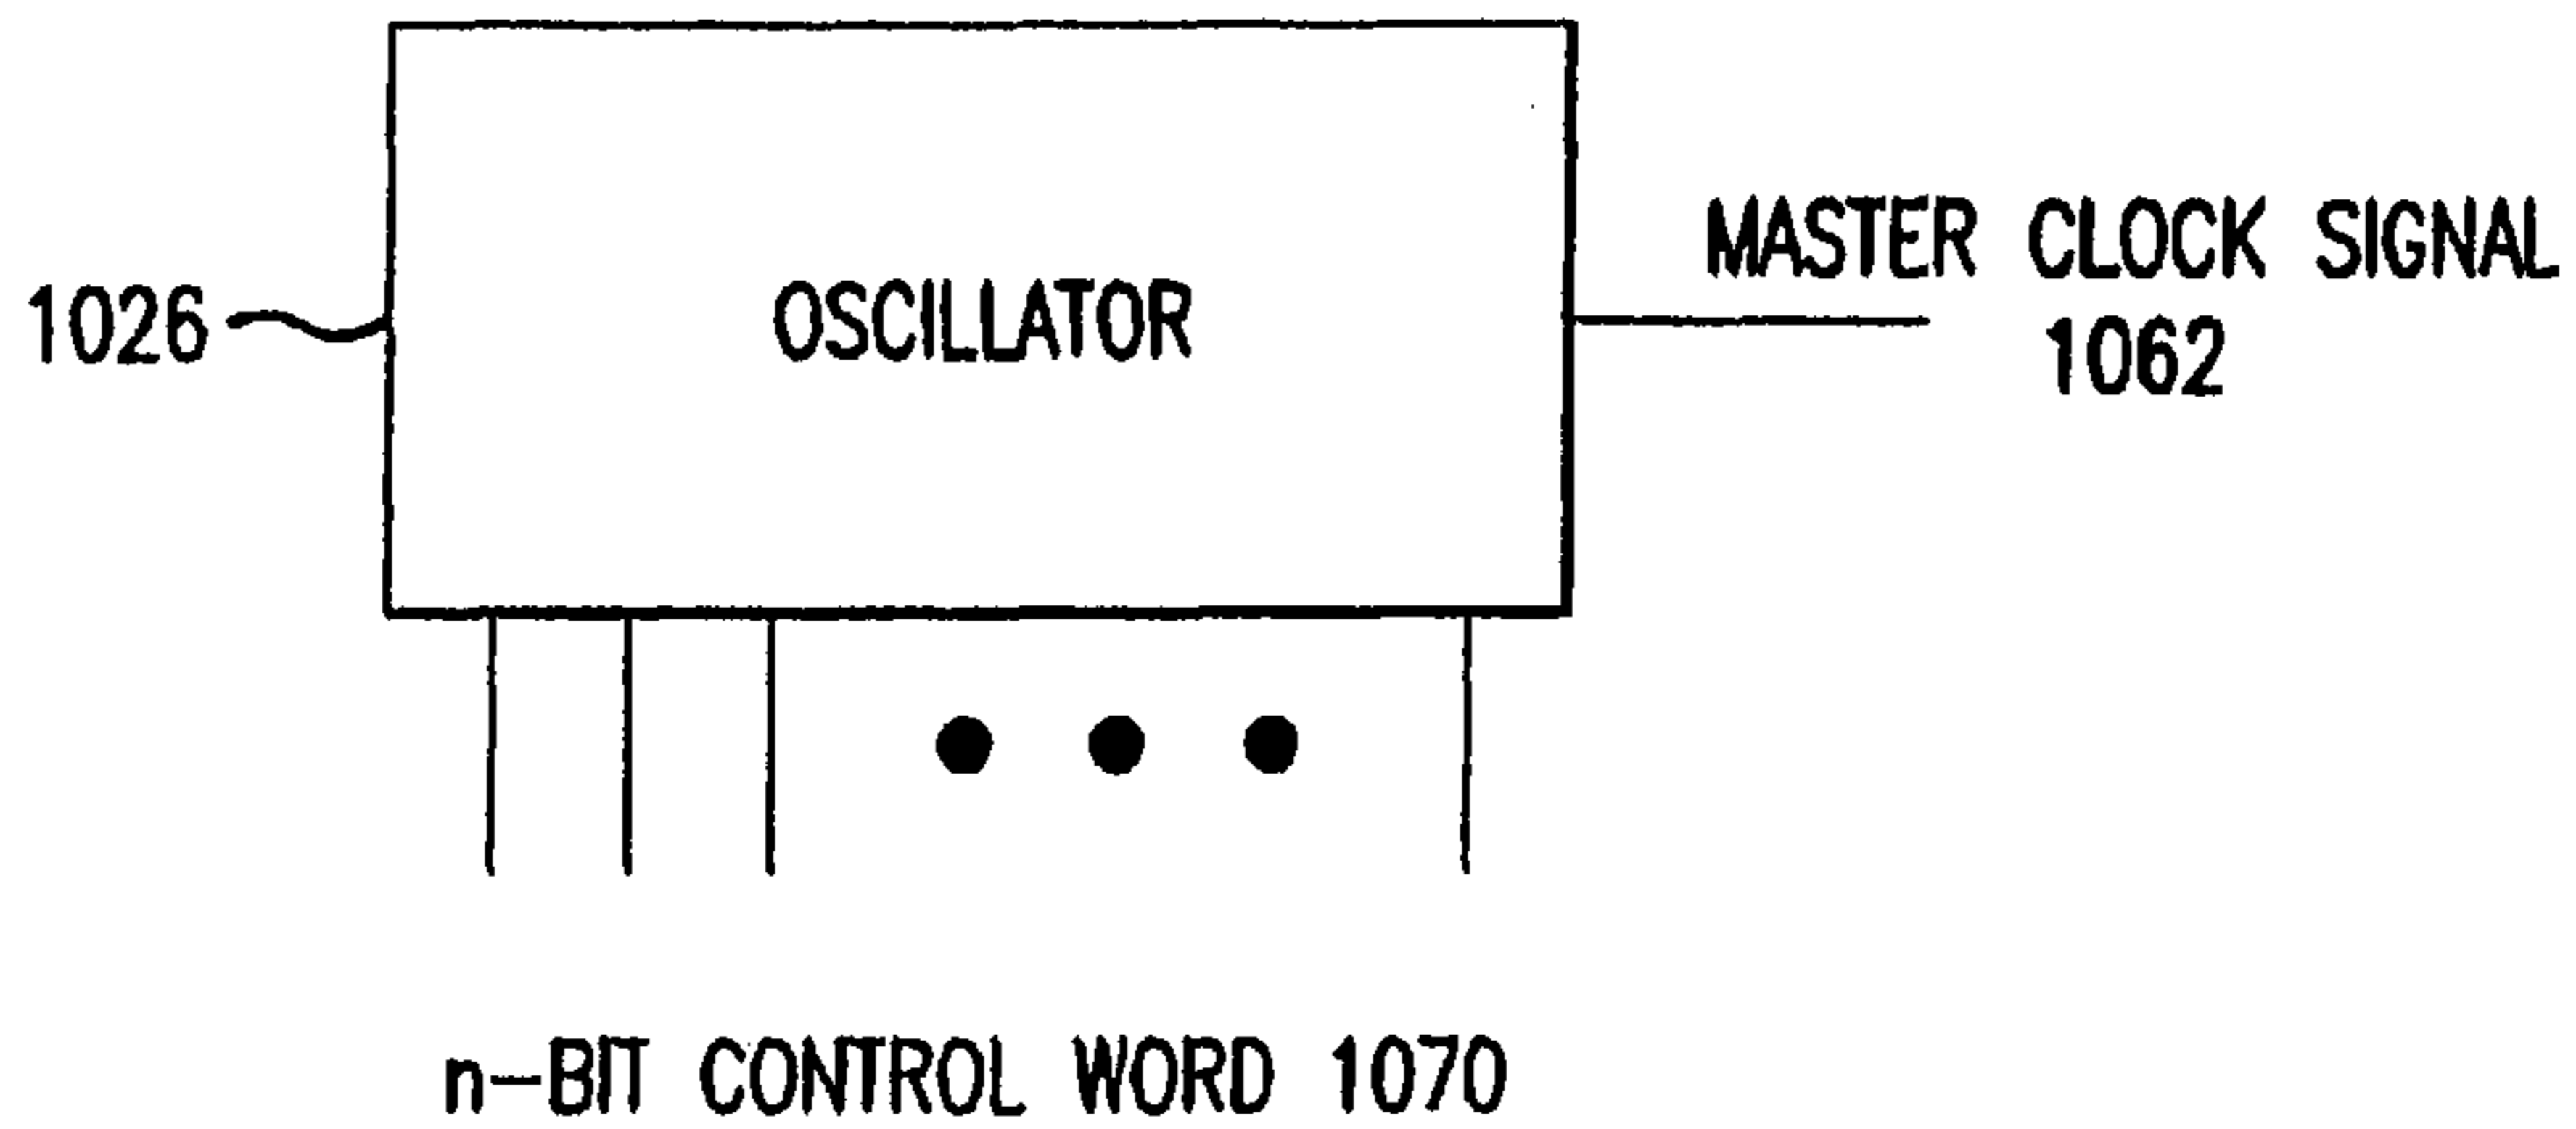 MASTER CLOCK SIGNAL
1026
OSCILLATOR
1062
n-BIT CONTROL WORD 1070